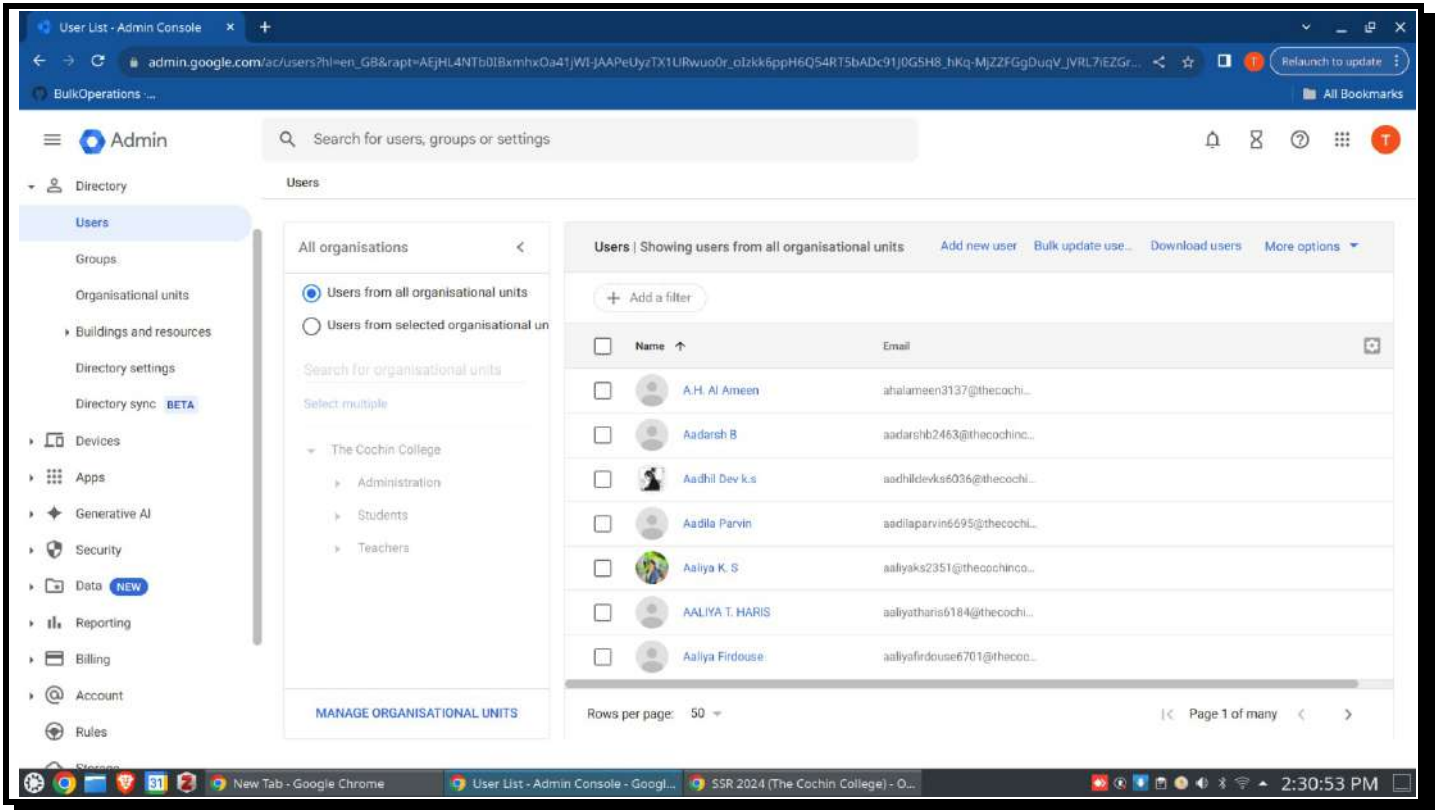 User List - Admin Console
admin.google.com/ac/users?hl=en_GB&rapt=AEjHL4NTb0IBxmhxOa41jWI-JAAPeUyzTX1URwuo0r_oIzkk6ppH6Q54RT5bADc91J0G5H8_hKq-MjZ2FGgDuqV_JVRL7iEZGr...
T
Relaunch to update
BulkOperations -...
All Bookmarks
Admin
Search for users, groups or settings
T
Directory
Users
Users
Groups
Organisational units
Buildings and resources
Directory settings
Directory sync BETA
Devices
Apps
Generative AI
Security
Data NEW
Reporting
Billing
Account
Rules
Storage
All organisations
Users from all organisational units
Users from selected organisational un
Search for organisational units
Select multiple
The Cochin College
Administration
Students
Teachers
MANAGE ORGANISATIONAL UNITS
Users | Showing users from all organisational units
Add new user Bulk update use... Download users More options
Add a filter
Name Email
A.H. Al Ameen ahalameen3137@thecochi...
Aadarsh B aadarshb2463@thecochinc...
Aadhil Dev k.s aadhildevks6036@thecochi...
Aadila Parvin aadilaparvin6695@thecochi...
Aaliya K. S aaliyaks2351@thecochinco...
AALIYA T. HARIS aaliyatharis6184@thecochi...
Aaliya Firdouse aaliyafirdouse6701@thecoc...
Rows per page: 50
Page 1 of many
31
New Tab - Google Chrome
User List - Admin Console - Googl...
SSR 2024 (The Cochin College) - O...
2:30:53 PM